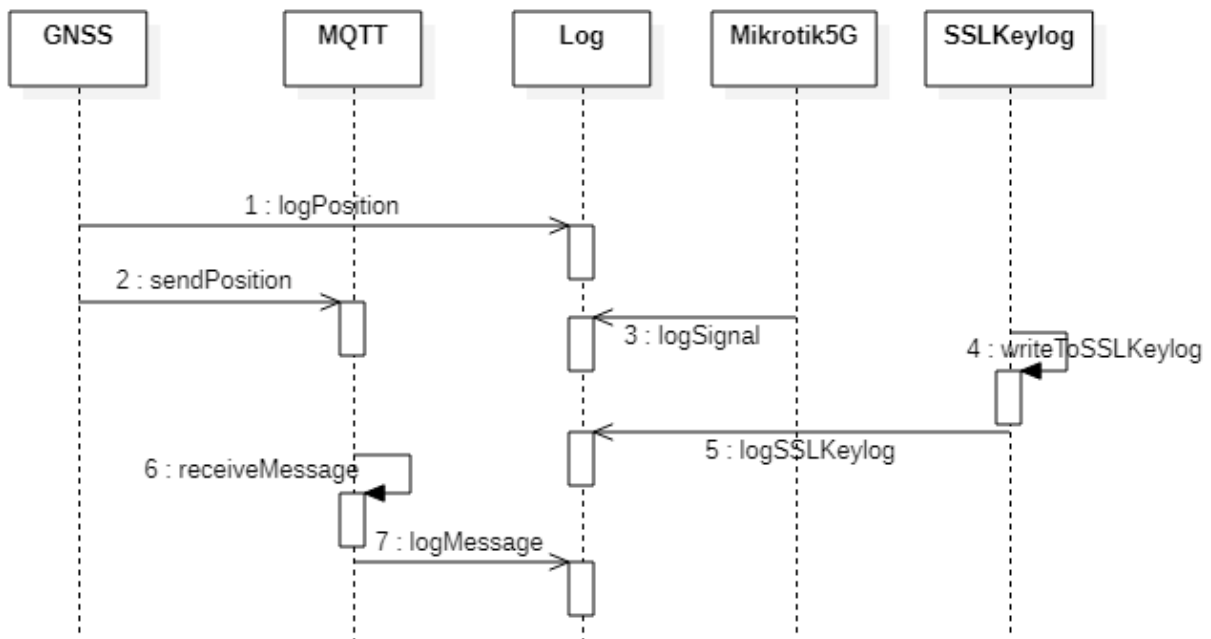 GNSS
MQTT
Log
Mikrotik5G
SSLKeylog
1 : logPosition
2 : sendPosition
3 : logSignal
4 : writeToSSLKeylog
5 : logSSLKeylog
6 : receiveMessage
7 : logMessage